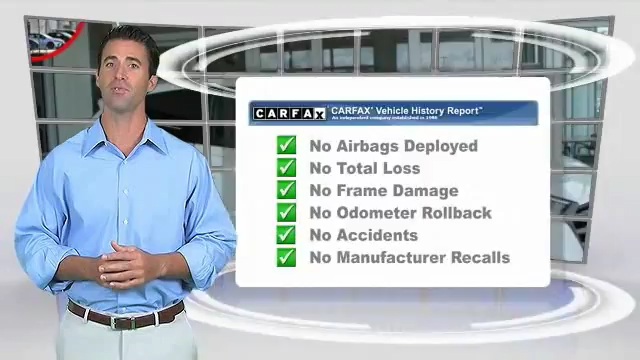 CARFAX CARFAX* Vehicle History Report™
An independent company established in 1986
No Airbags Deployed
No Total Loss
No Frame Damage
No Odometer Rollback
No Accidents
No Manufacturer Recalls